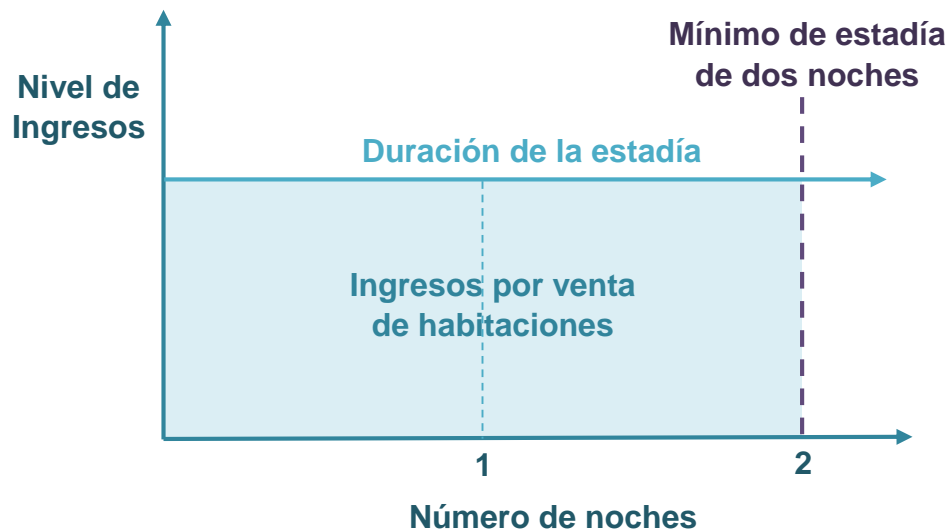 Mínimo de estadía
de dos noches
Nivel de
Ingresos
Duración de la estadía
Ingresos por venta
de habitaciones
1
2
Número de noches